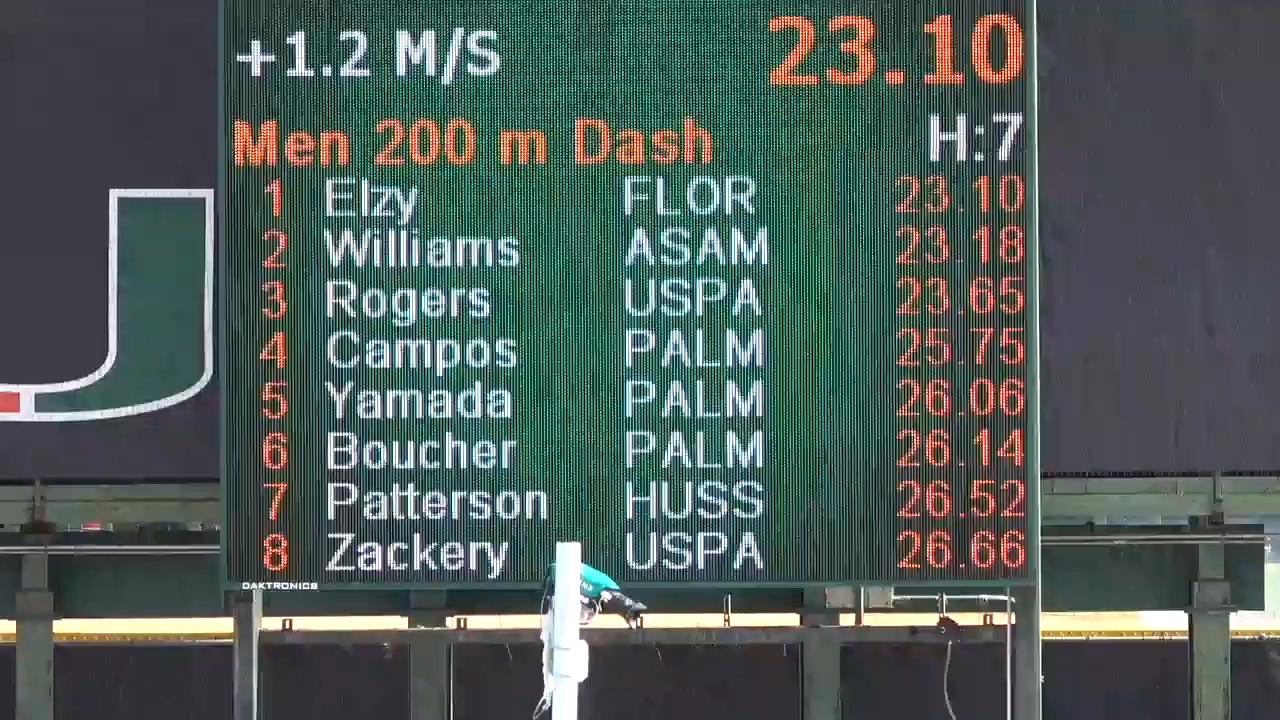 +1.2 M/S 23.10
Men 200 m Dash H:7
1 Elzy FLOR 23.10
2 Williams ASAM 23.18
3 Rogers USPA 23.65
4 Campos PALM 25.75
5 Yamada PALM 26.06
6 Boucher PALM 26.14
7 Patterson HUSS 26.52
8 Zackery USPA 26.66
DAKTRONICS